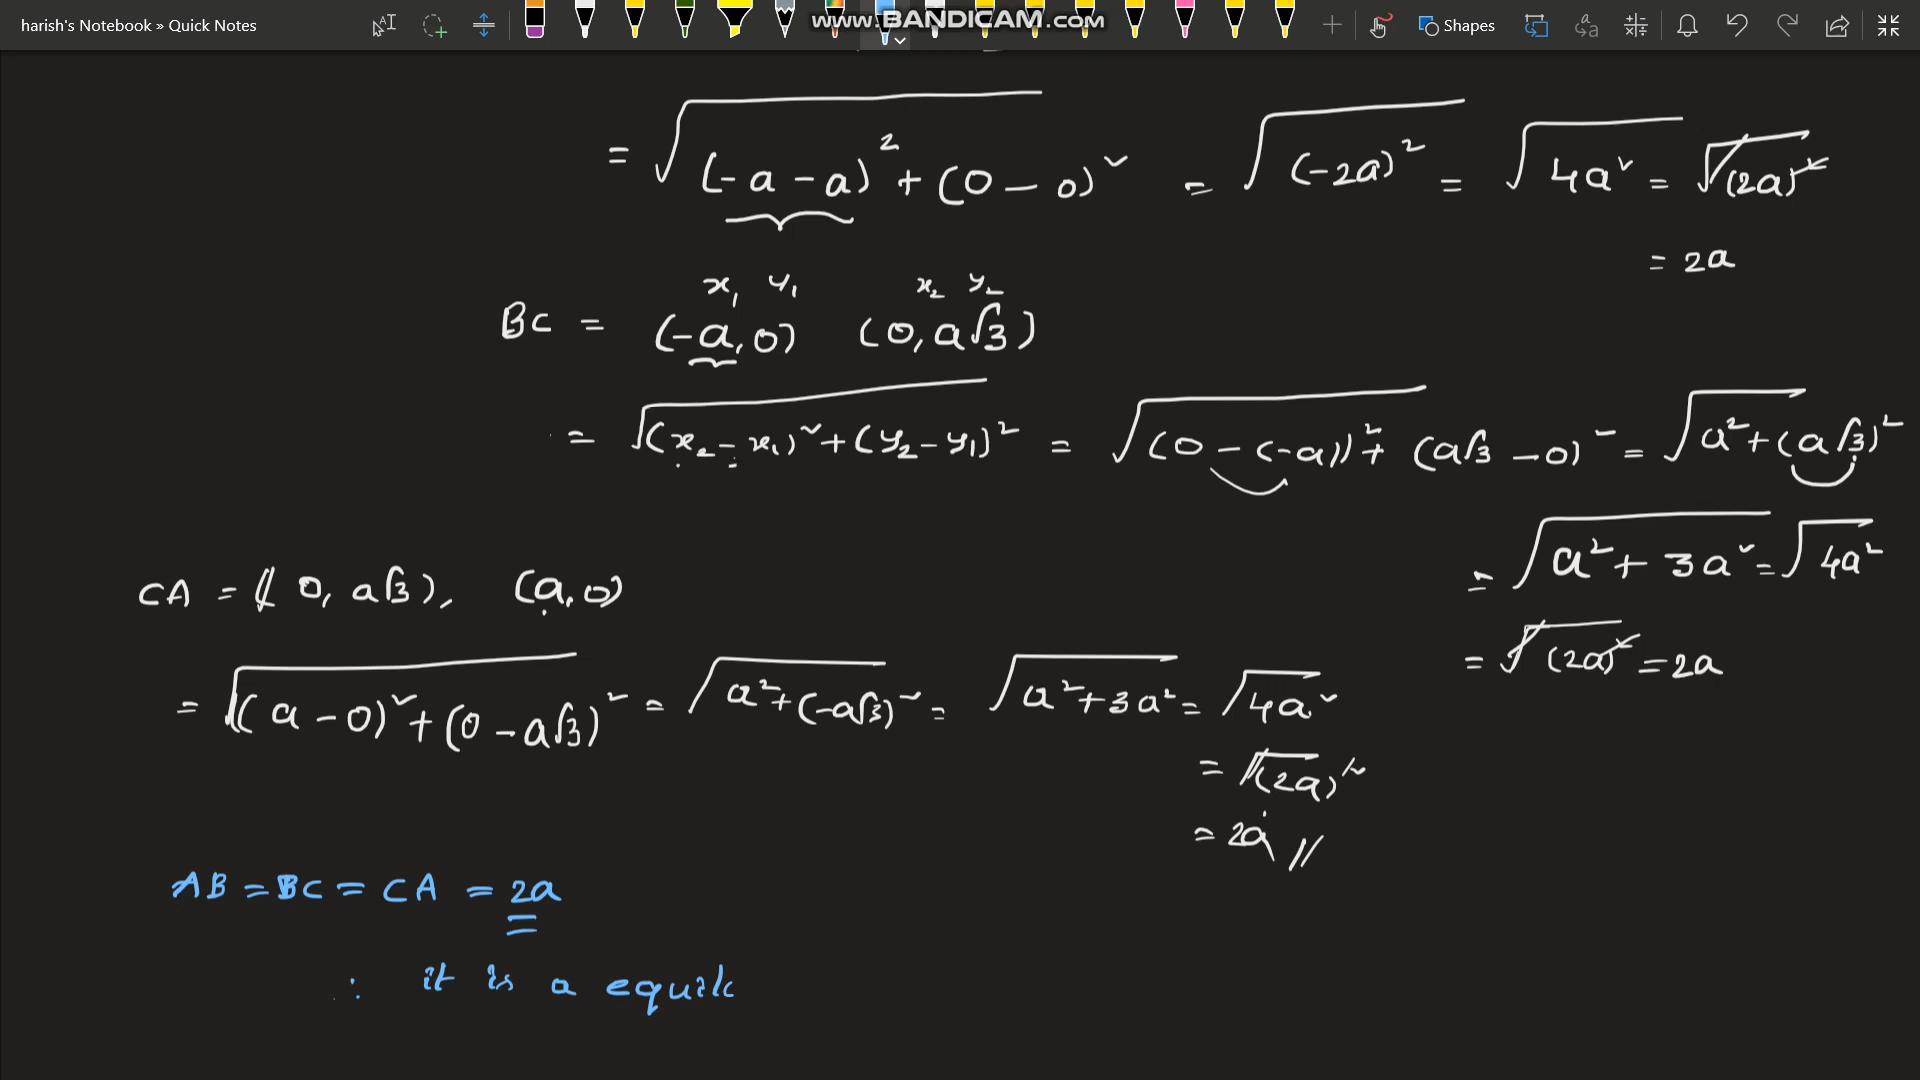 harish's Notebook » Quick Notes
www.BANDICAM.com
Shapes
= √(-a-a)² + (0-0)² = √(-2a)² = √4a² = √(2a)²
= 2a
x₁ y₁ x₂ y₂
BC = (-a,0) (0,a√3)
= √(x₂-x₁)²+(y₂-y₁)² = √(0-(-a))²+(a√3-0)² = √a²+(a√3)²
= √a²+3a² = √4a²
= √(2a)² = 2a
CA = (0, a√3), (a,0)
= √(a-0)²+(0-a√3)² = √a²+(-a√3)² = √a²+3a² = √4a²
= √(2a)²
= 2a //
AB = BC = CA = 2a
∴ it is a equil